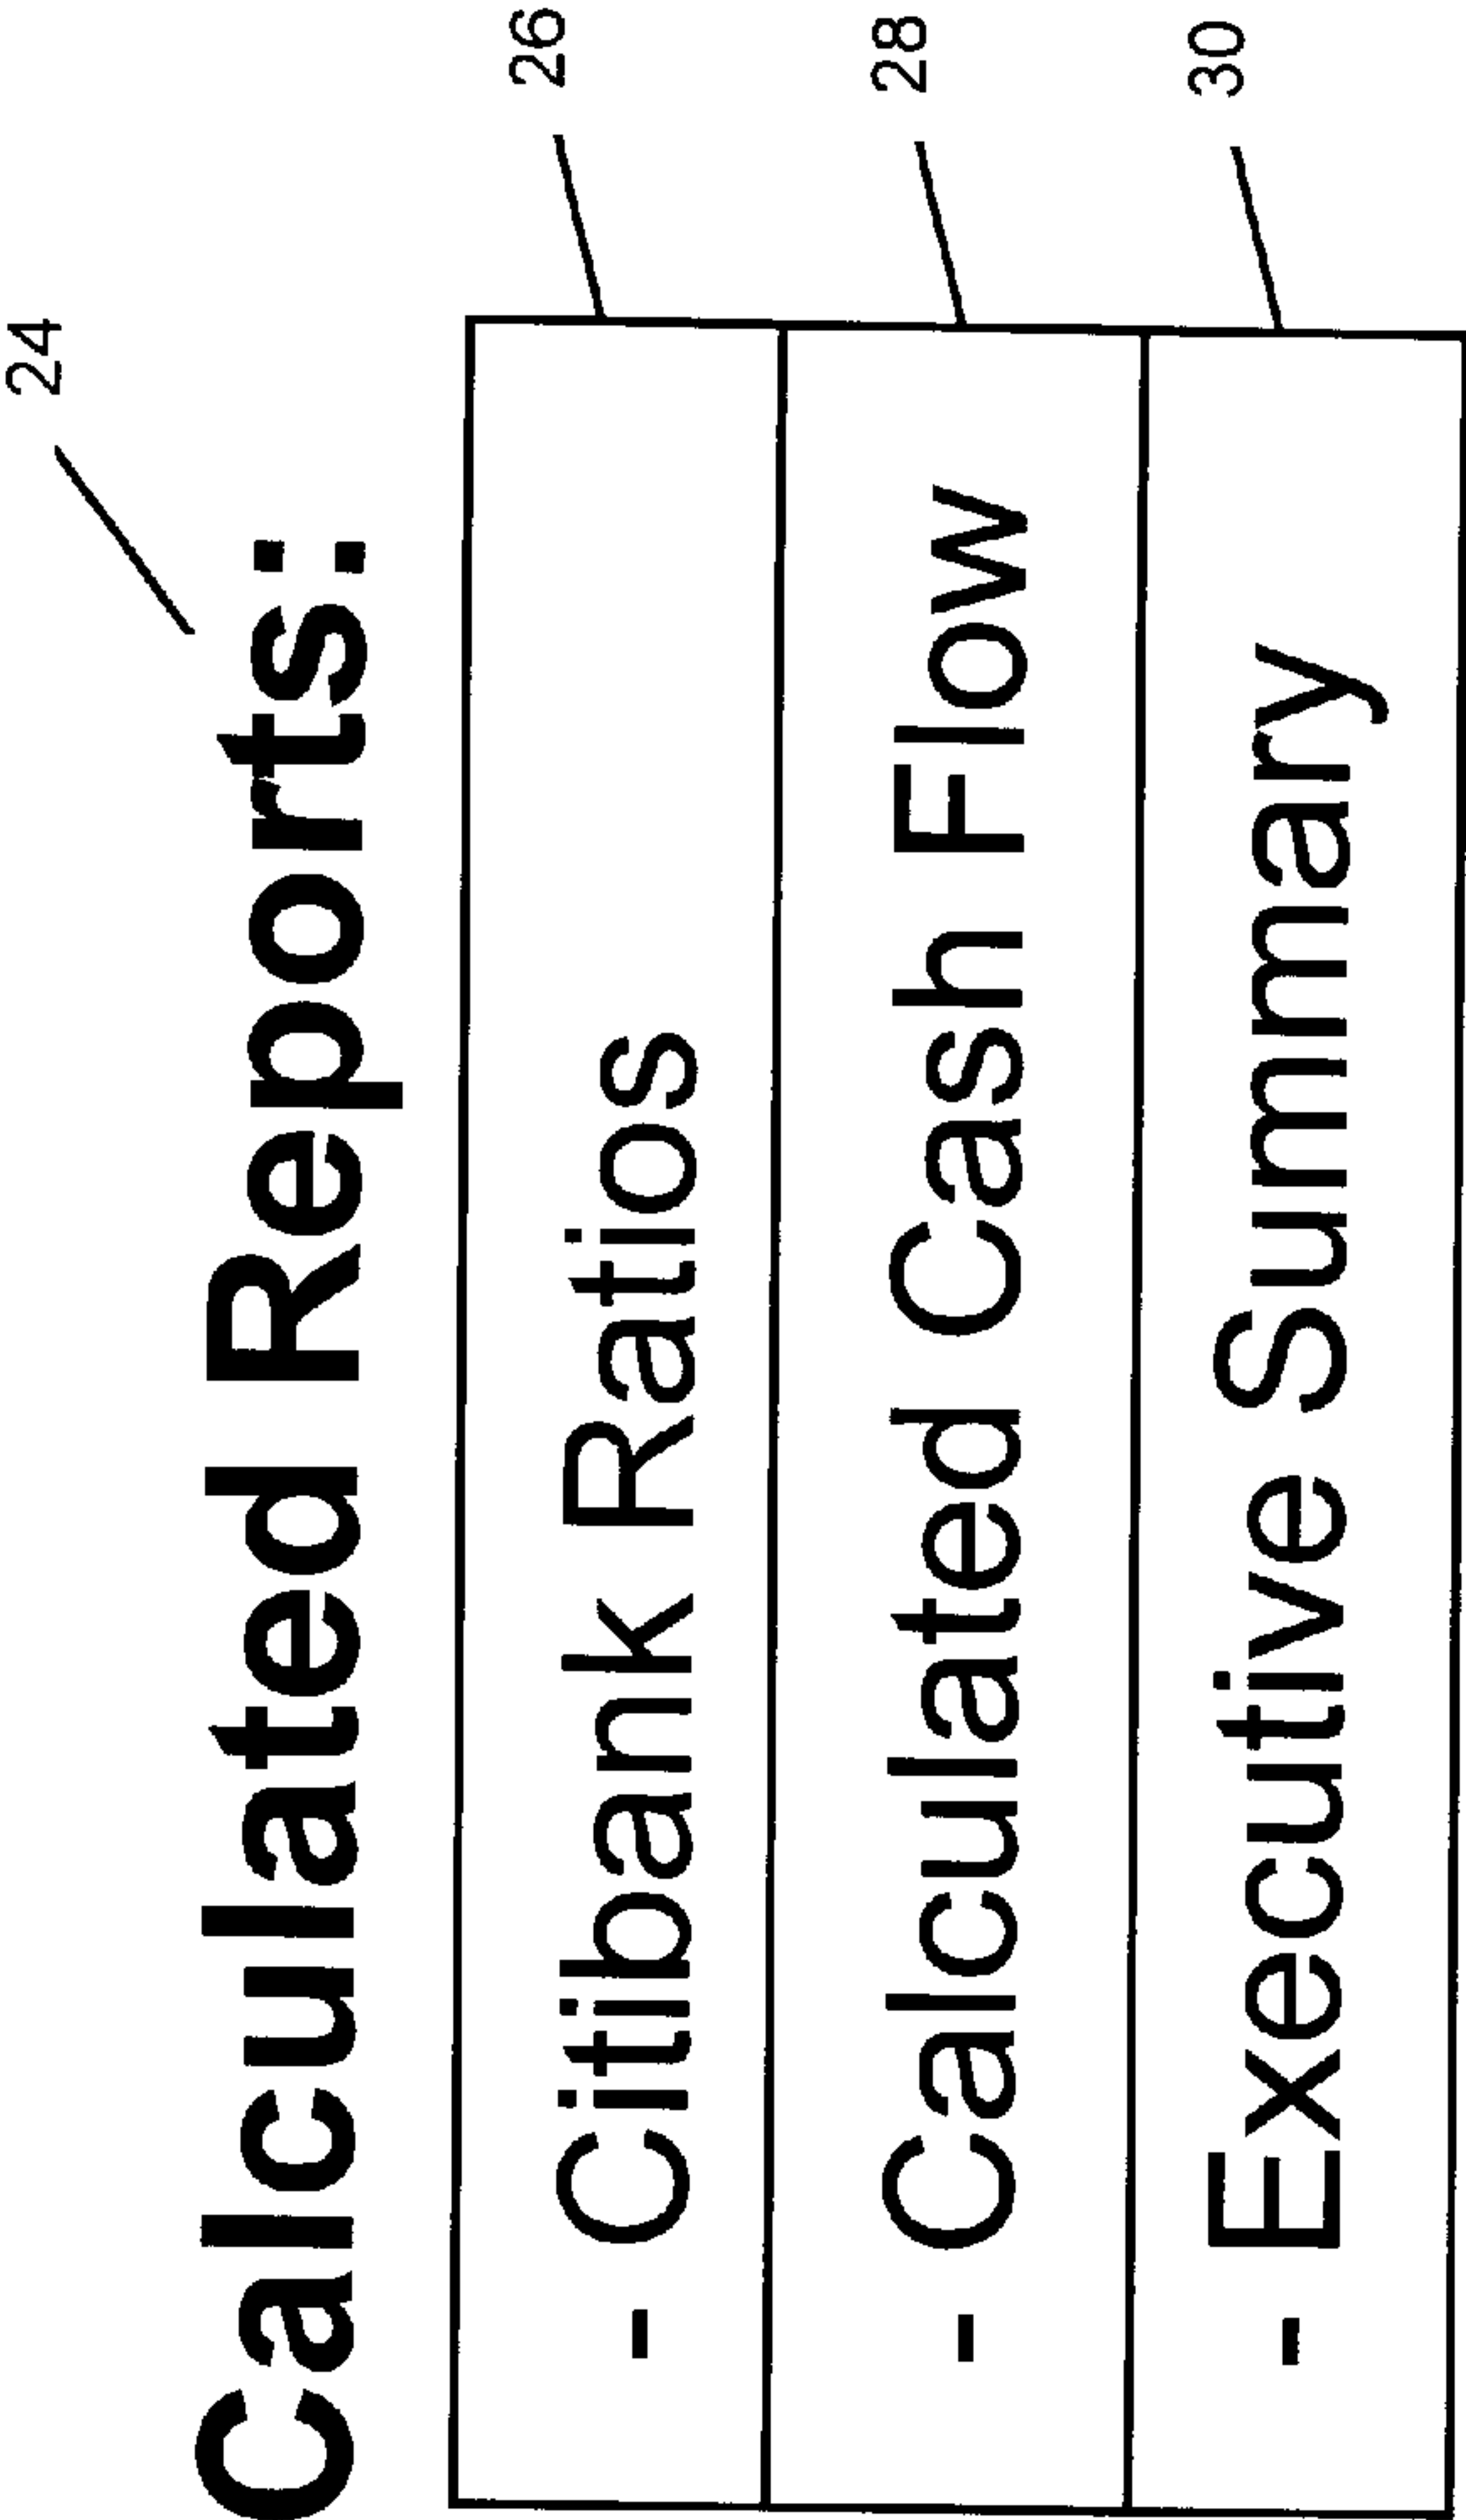 24
Calculated Reports:
- Citibank Ratios 26
- Calculated Cash Flow 28
- Executive Summary 30